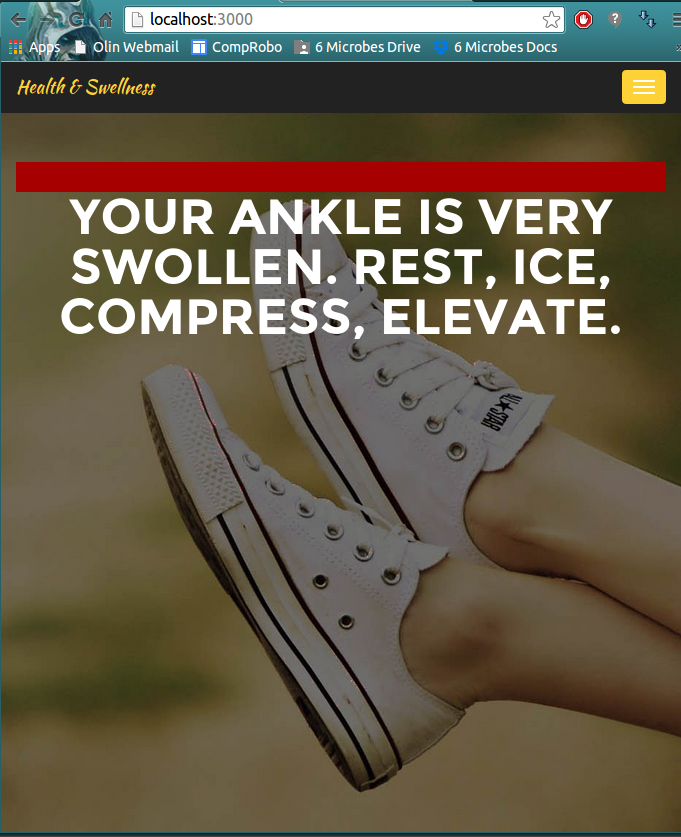 localhost:3000
Apps Olin Webmail CompRobo 6 Microbes Drive 6 Microbes Docs
Health & Swellness
YOUR ANKLE IS VERY
SWOLLEN. REST, ICE,
COMPRESS, ELEVATE.
ALL★STAR